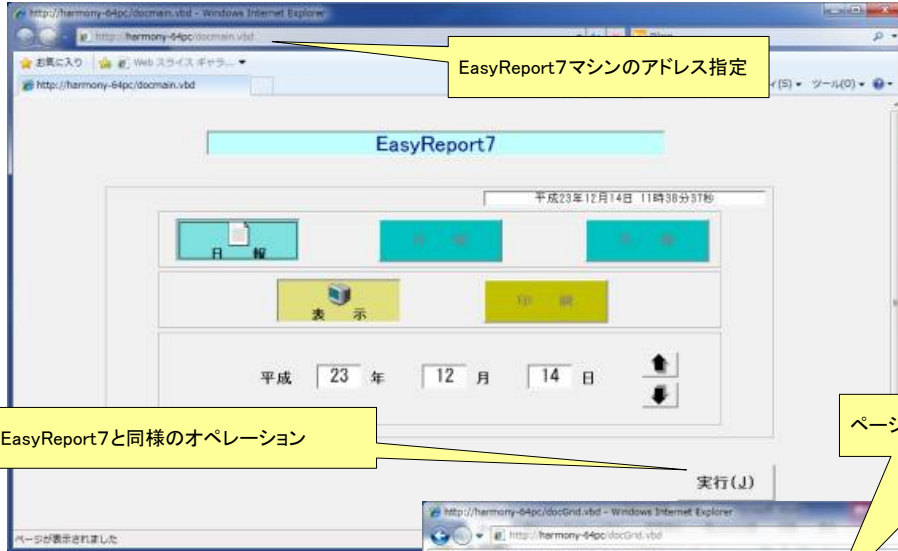 http://harmony-64pc/docmain.vbd - Windows Internet Explorer
http://harmony-64pc/docmain.vbd
お気に入り Web スライス ギャラ...
http://harmony-64pc/docmain.vbd
(S) ツール(O)
EasyReport7マシンのアドレス指定
EasyReport7
平成23年12月14日 11時38分37秒
日 報
表 示
印 刷
平成 23 年 12 月 14 日
EasyReport7と同様のオペレーション
ページ
実行(J)
http://harmony-64pc/docGrid.vbd - Windows Internet Explorer
http://harmony-64pc/docGrid.vbd
ページが表示されました